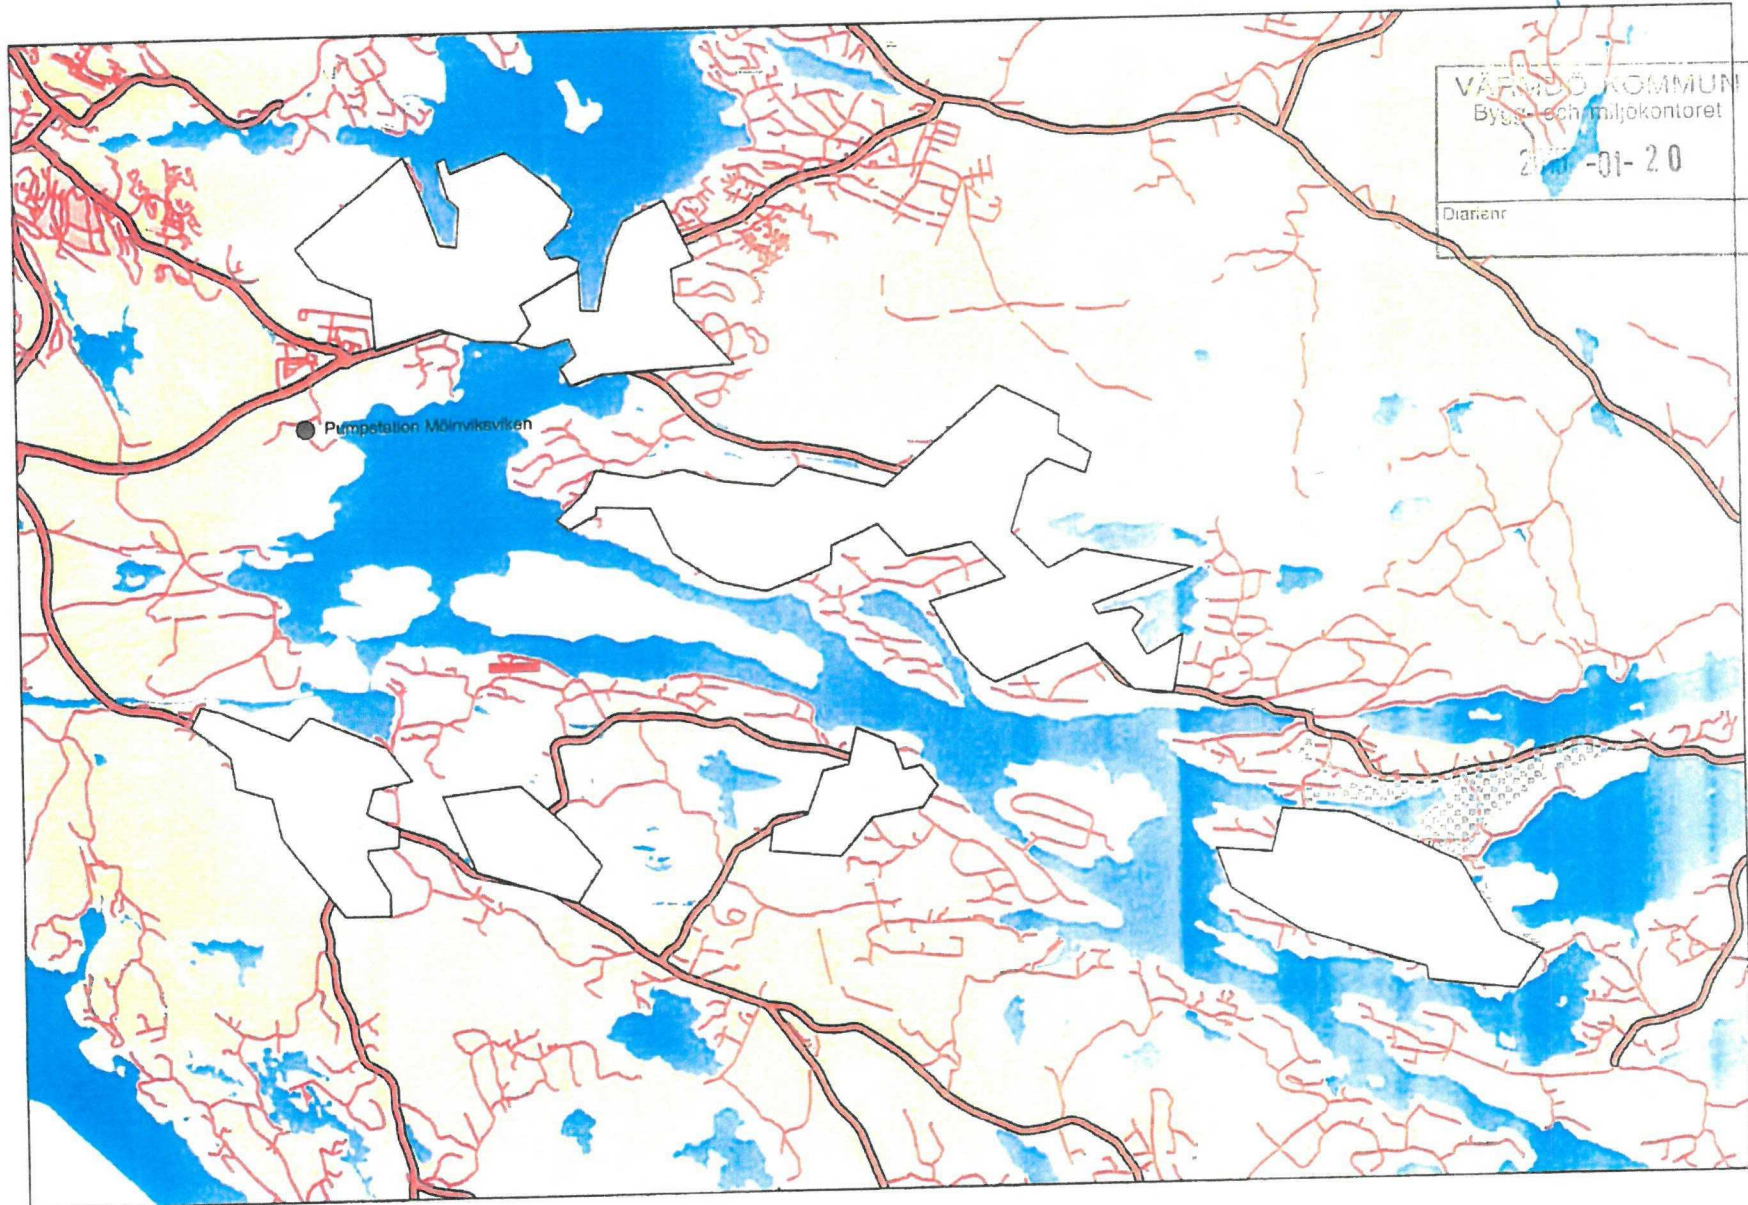 VÄRMDÖ KOMMUN
Bygg- och miljökontoret
-01- 20
Diarienr
Pumpstation Mölnviksviken